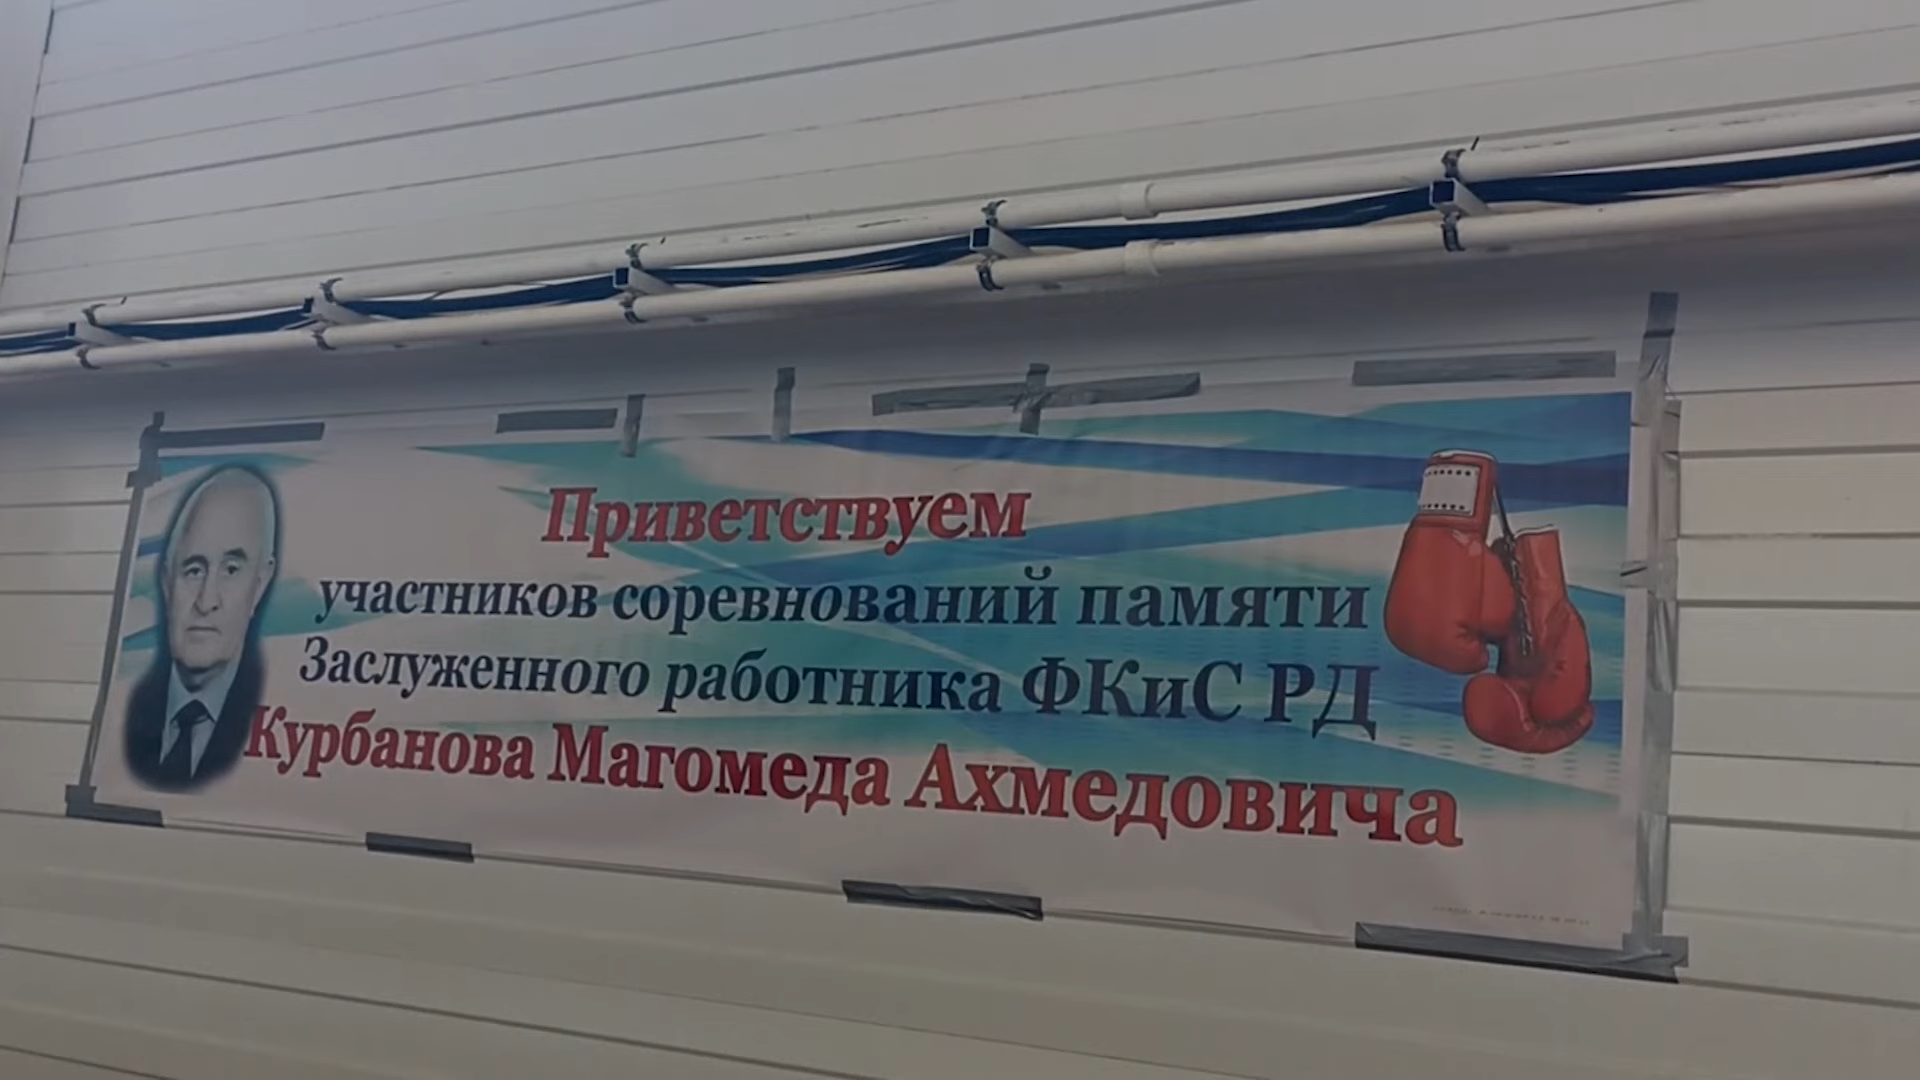 Приветствуем
участников соревнований памяти
Заслуженного работника ФКиС РД
Курбанова Магомеда Ахмедовича